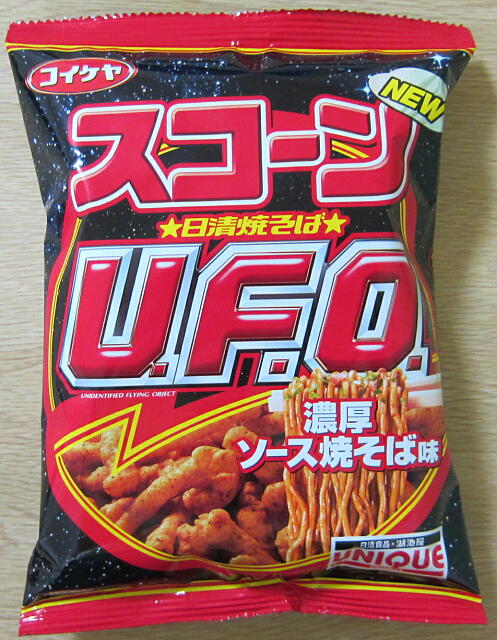 コイケヤ
NEW
スコーン
★日清焼そば★
U.F.O.
UNIDENTIFIED FLYING OBJECT
濃厚
ソース焼そば味
日清食品×湖池屋
UNIQUE